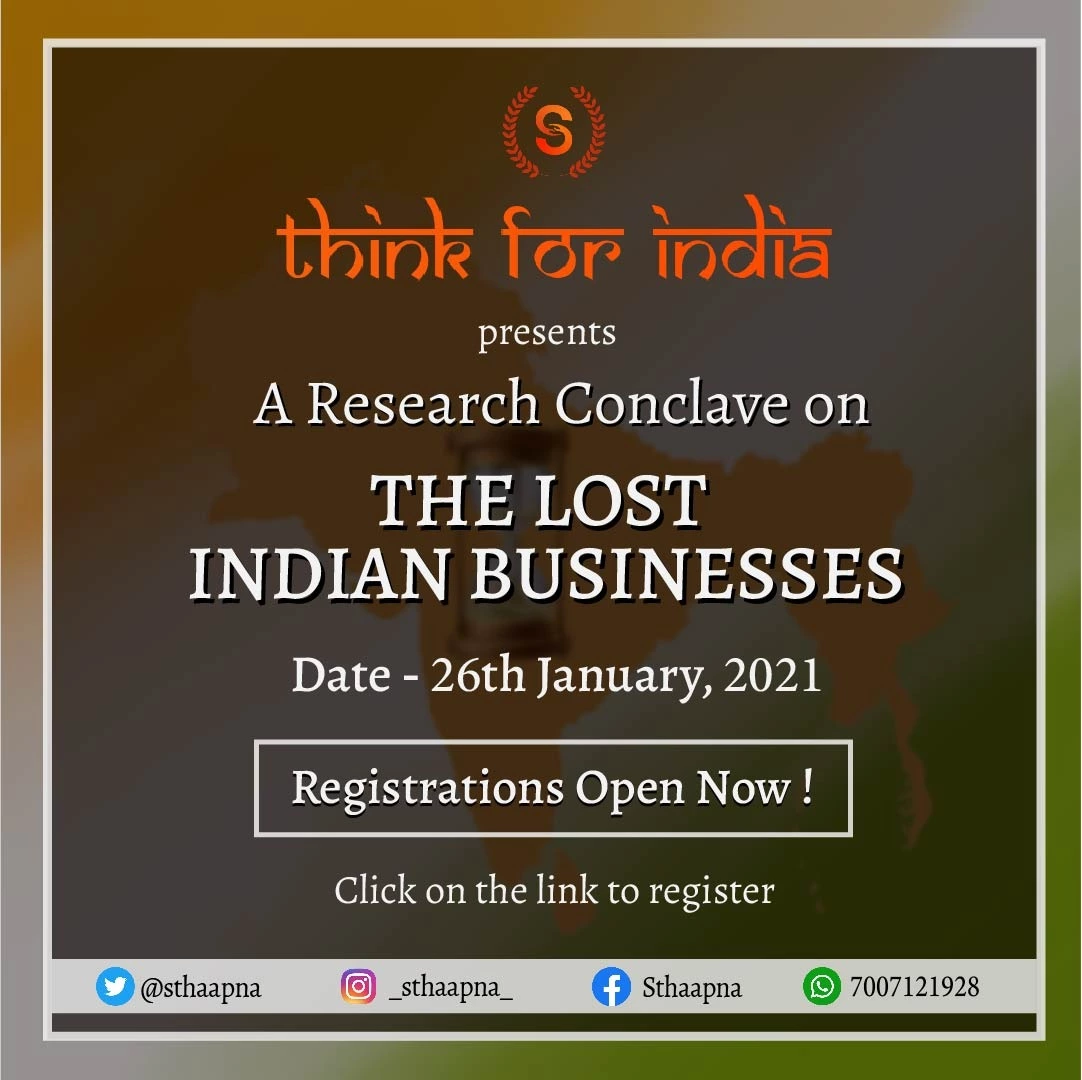 S
think for india
presents
A Research Conclave on
THE LOST
INDIAN BUSINESSES
Date - 26th January, 2021
Registrations Open Now !
Click on the link to register
@sthaapna _sthaapna_ Sthaapna 7007121928